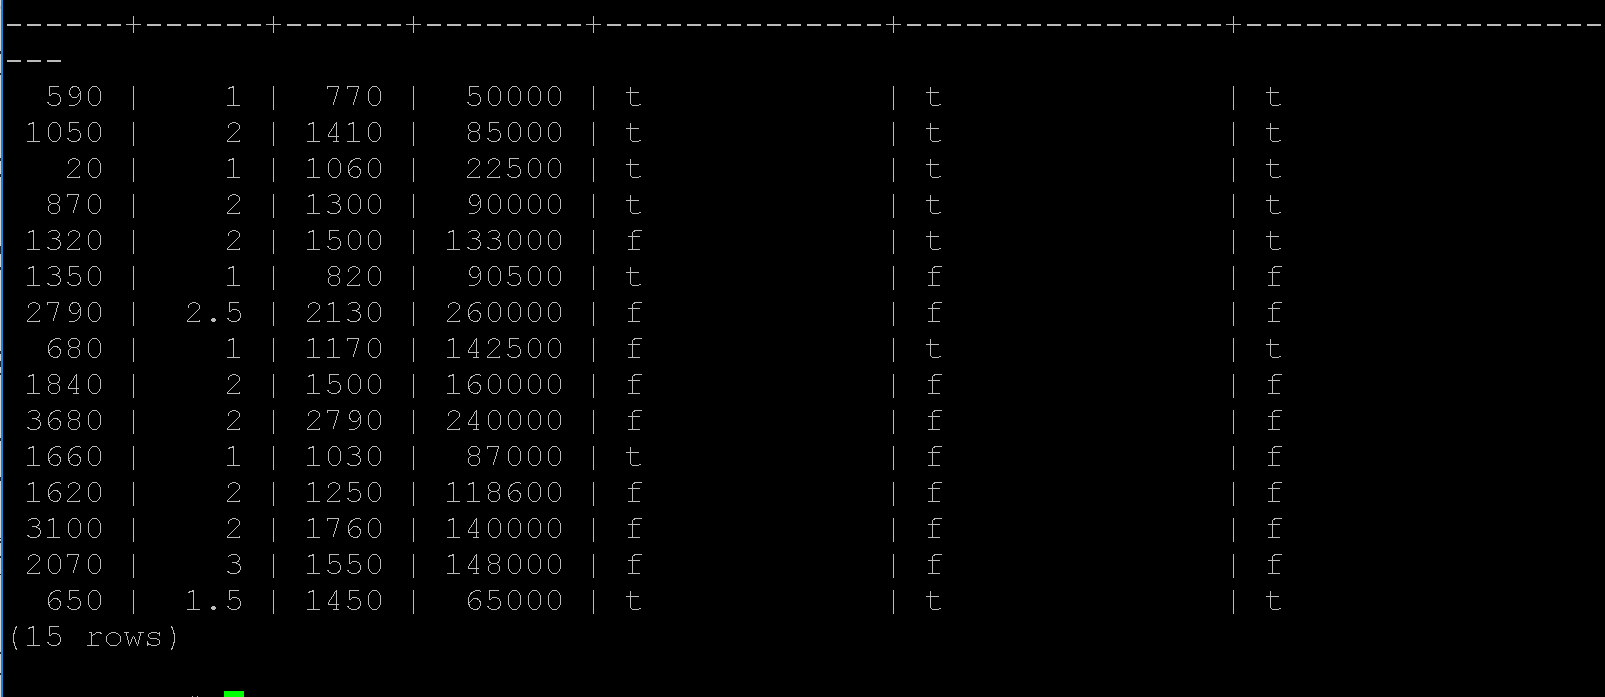 ------+------+------+--------+--------------+----------------+------------------
---
  590 |    1 |  770 |  50000 | t            | t              | t
 1050 |    2 | 1410 |  85000 | t            | t              | t
   20 |    1 | 1060 |  22500 | t            | t              | t
  870 |    2 | 1300 |  90000 | t            | t              | t
 1320 |    2 | 1500 | 133000 | f            | t              | t
 1350 |    1 |  820 |  90500 | t            | f              | f
 2790 |  2.5 | 2130 | 260000 | f            | f              | f
  680 |    1 | 1170 | 142500 | f            | t              | t
 1840 |    2 | 1500 | 160000 | f            | f              | f
 3680 |    2 | 2790 | 240000 | f            | f              | f
 1660 |    1 | 1030 |  87000 | t            | f              | f
 1620 |    2 | 1250 | 118600 | f            | f              | f
 3100 |    2 | 1760 | 140000 | f            | f              | f
 2070 |    3 | 1550 | 148000 | f            | f              | f
  650 |  1.5 | 1450 |  65000 | t            | t              | t
(15 rows)